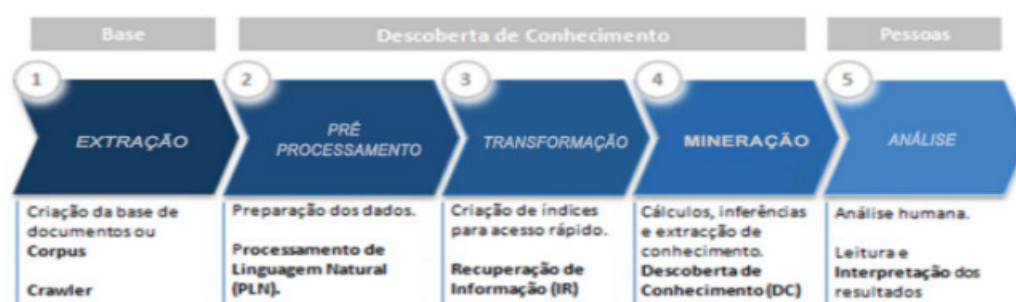 Base
Descoberta de Conhecimento
Pessoas
1
2
3
4
5
EXTRAÇÃO
PRÉ
PROCESSAMENTO
TRANSFORMAÇÃO
MINERAÇÃO
ANÁLISE
Criação da base de
documentos ou
Corpus
Crawler
Preparação dos dados.
Processamento de
Linguagem Natural
(PLN).
Criação de índices
para acesso rápido.
Recuperação de
Informação (IR)
Cálculos, inferências
e extracção de
conhecimento.
Descoberta de
Conhecimento (DC)
Análise humana.
Leitura e
Interpretação dos
resultados